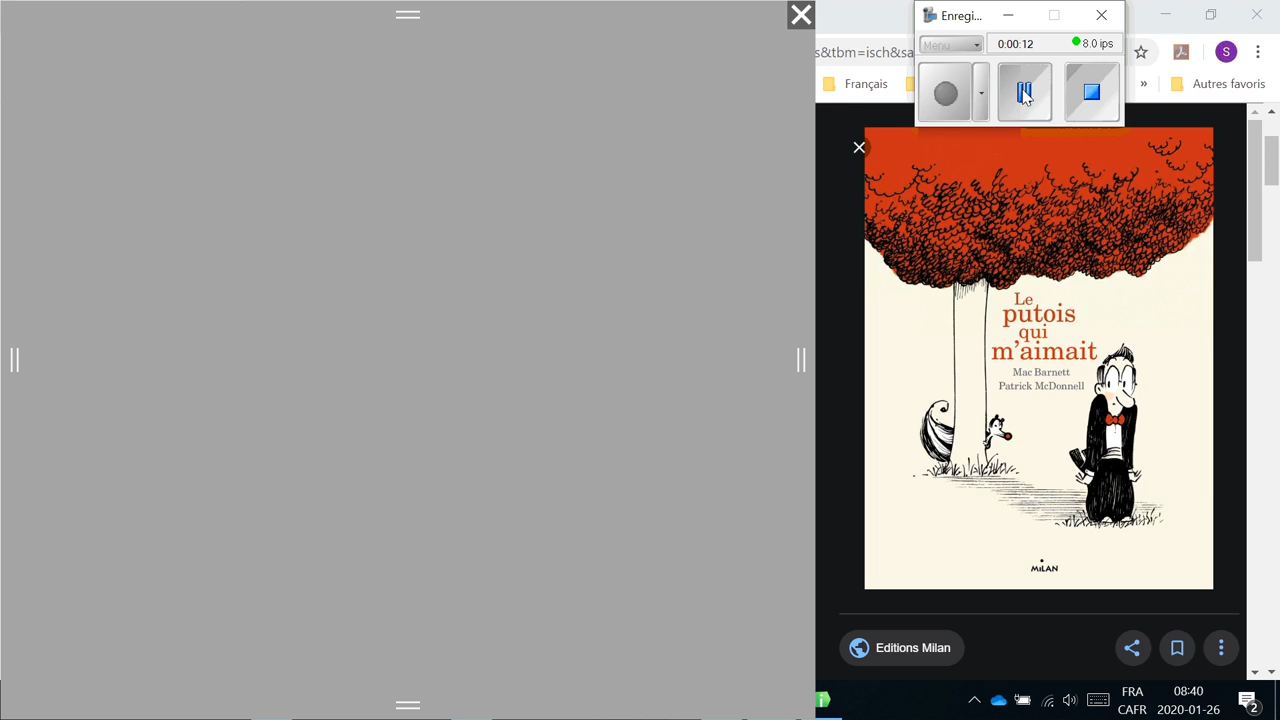 Enregi...
Menu
0:00:12
8.0 ips
s&tbm=isch&sa
S
Français
»
Autres favoris
Le
putois
qui
m'aimait
Mac Barnett
Patrick McDonnell
MiLAN
Editions Milan
FRA
CAFR
08:40
2020-01-26
2